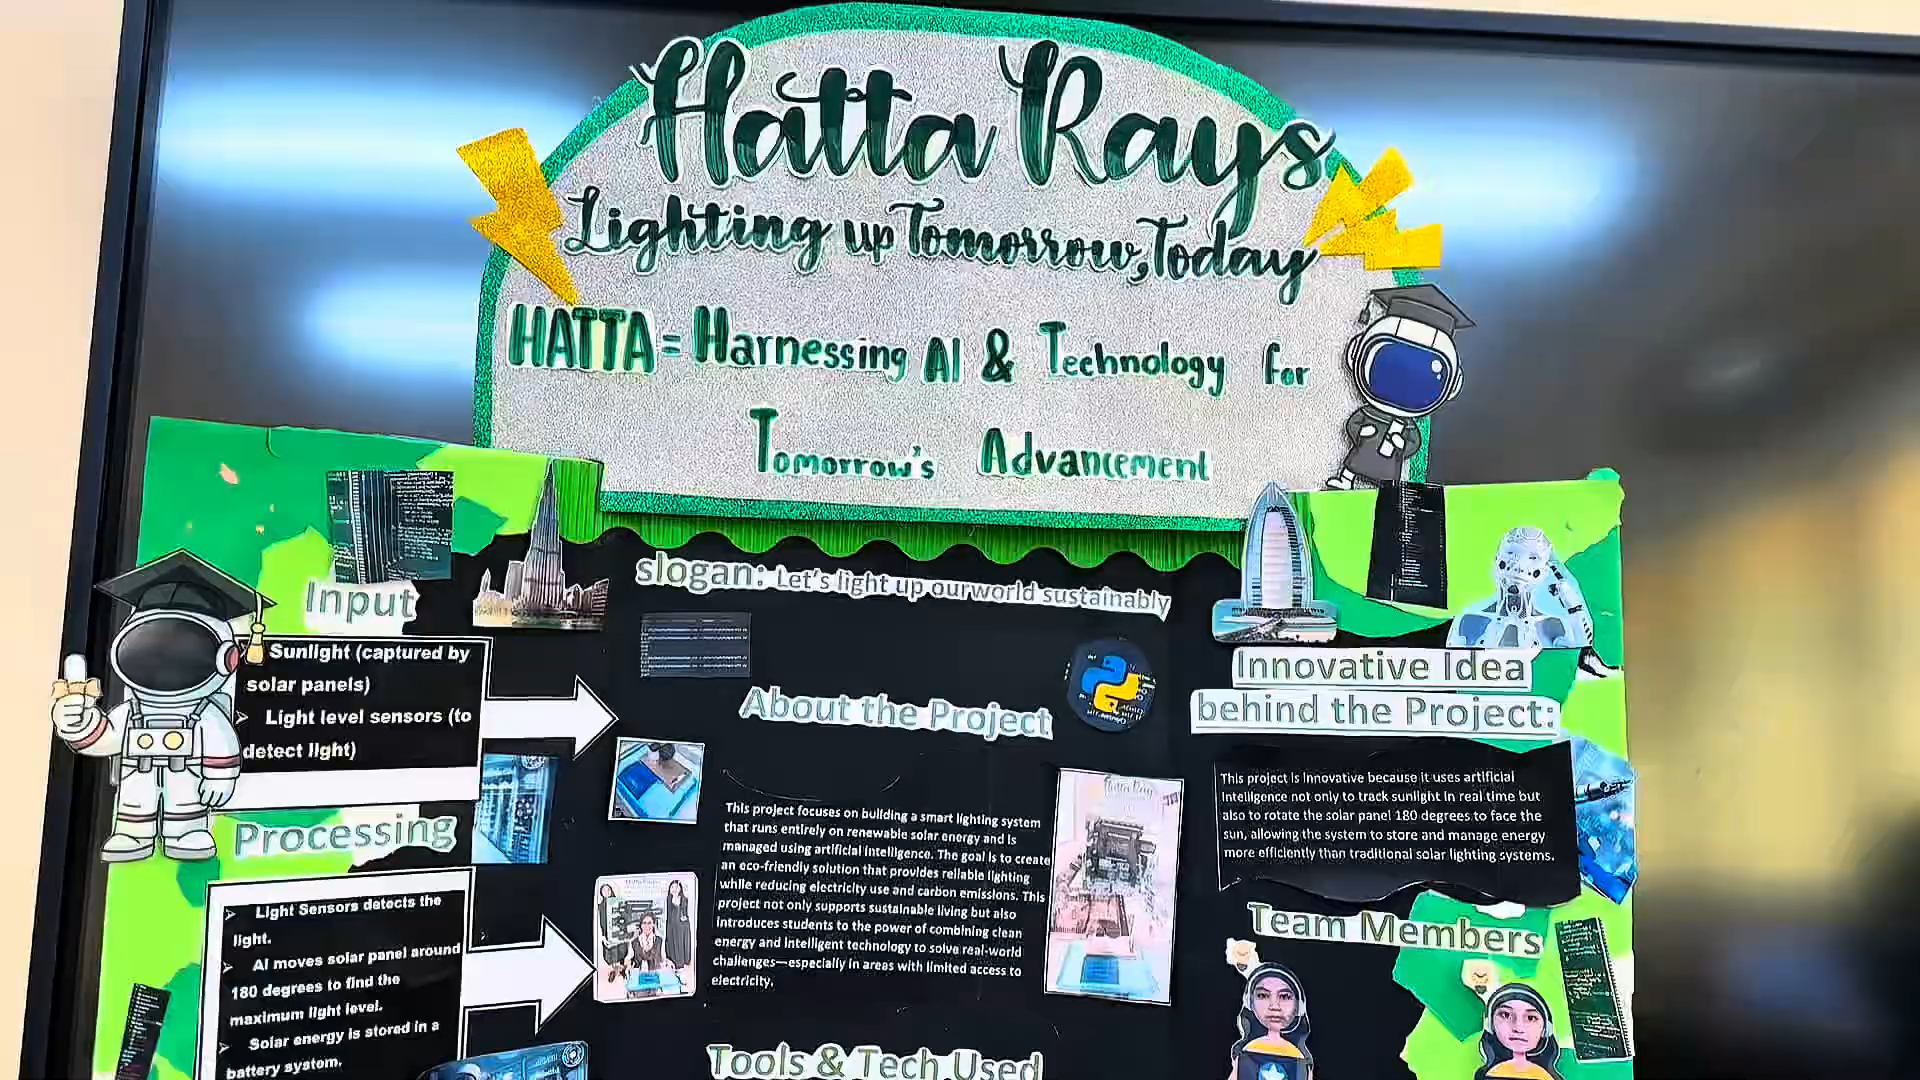 Hatta Rays
Lighting up Tomorrow, Today
HATTA = Harnessing AI & Technology for
Tomorrow's Advancement
slogan: Let's light up our world sustainably
Input
Sunlight (captured by
solar panels)
➢ Light level sensors (to
detect light)
Processing
➢ Light Sensors detects the
light.
➢ AI moves solar panel around
180 degrees to find the
maximum light level.
➢ Solar energy is stored in a
battery system.
About the Project
This project focuses on building a smart lighting system
that runs entirely on renewable solar energy and is
managed using artificial intelligence. The goal is to create
an eco-friendly solution that provides reliable lighting
while reducing electricity use and carbon emissions. This
project not only supports sustainable living but also
introduces students to the power of combining clean
energy and intelligent technology to solve real-world
challenges—especially in areas with limited access to
electricity.
Tools & Tech Used
Innovative Idea
behind the Project:
This project is innovative because it uses artificial
intelligence not only to track sunlight in real time but
also to rotate the solar panel 180 degrees to face the
sun, allowing the system to store and manage energy
more efficiently than traditional solar lighting systems.
Team Members